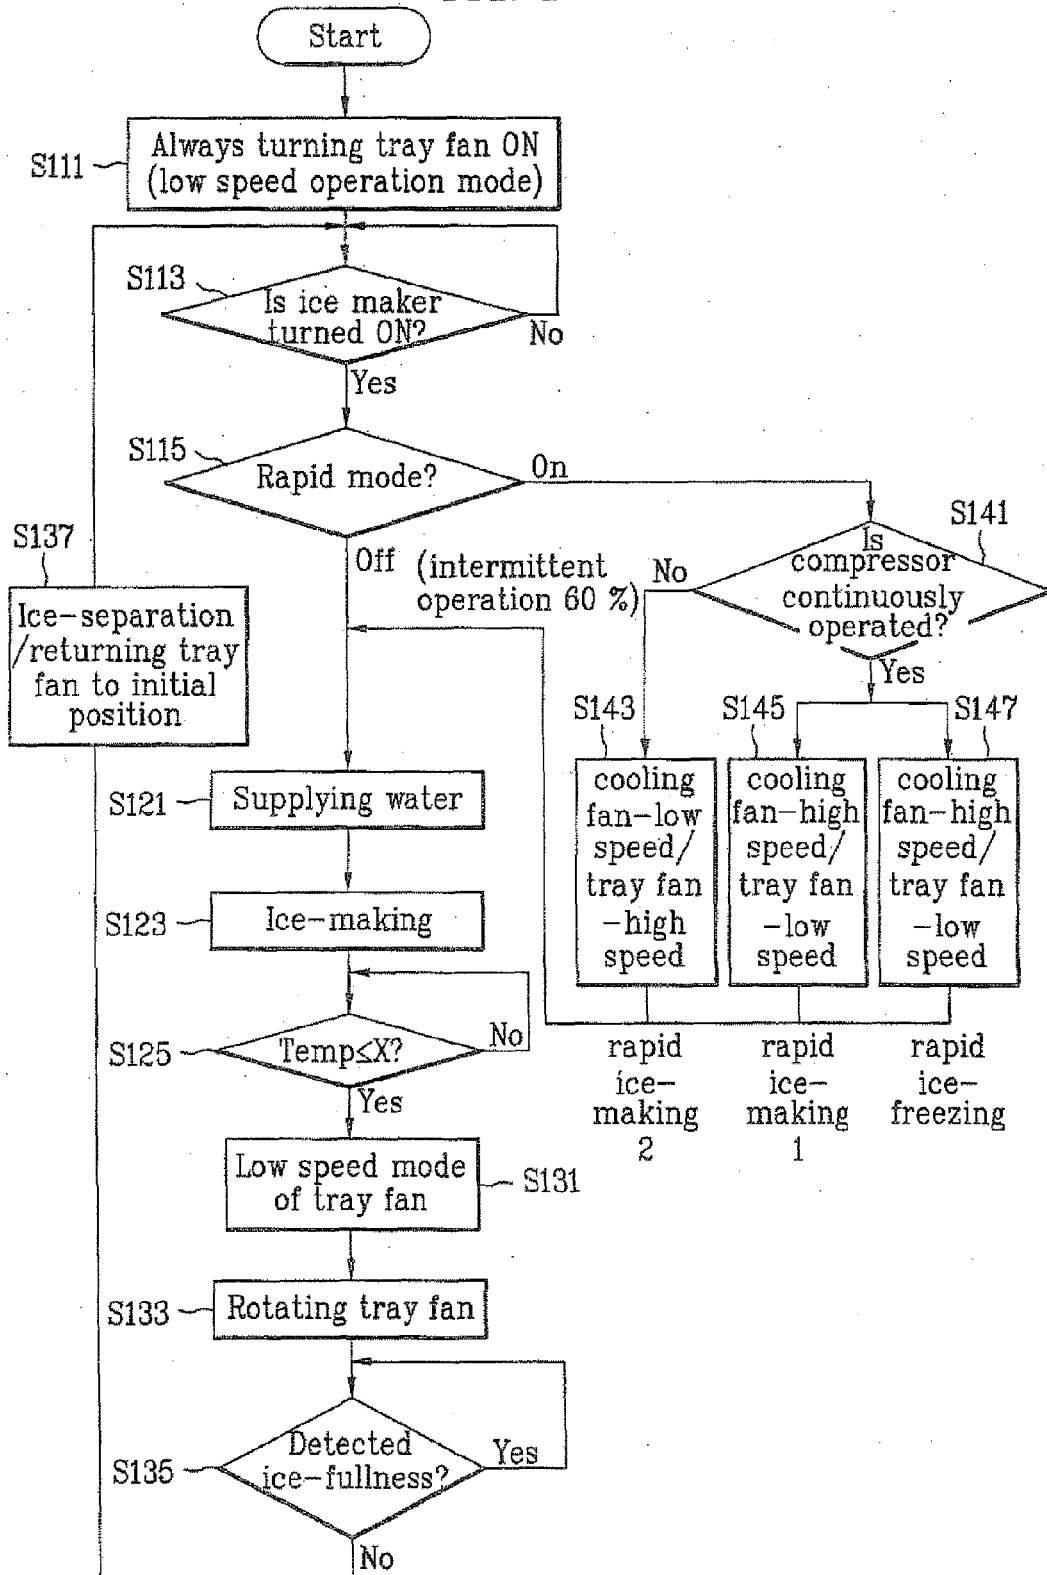 Start
S111
Always turning tray fan ON
(low speed operation mode)
S113
Is ice maker
turned ON?
No
Yes
S115
Rapid mode?
On
Off
(intermittent
operation 60 %)
S141
Is
compressor
continuously
operated?
No
Yes
S137
Ice-separation
/returning tray
fan to initial
position
S143
cooling
fan-low
speed/
tray fan
-high
speed
S145
cooling
fan-high
speed/
tray fan
-low
speed
S147
cooling
fan-high
speed/
tray fan
-low
speed
rapid
ice-
making
2
rapid
ice-
making
1
rapid
ice-
freezing
S121
Supplying water
S123
Ice-making
S125
Temp≤X?
No
Yes
Low speed mode
of tray fan
S131
S133
Rotating tray fan
S135
Detected
ice-fullness?
Yes
No